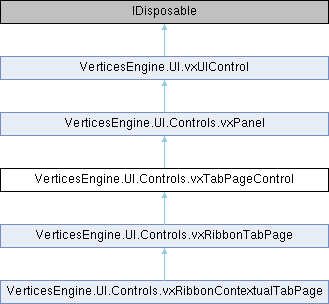 IDisposable
VerticesEngine.UI.vxUIControl
VerticesEngine.UI.Controls.vxPanel
VerticesEngine.UI.Controls.vxTabPageControl
VerticesEngine.UI.Controls.vxRibbonTabPage
VerticesEngine.UI.Controls.vxRibbonContextualTabPage